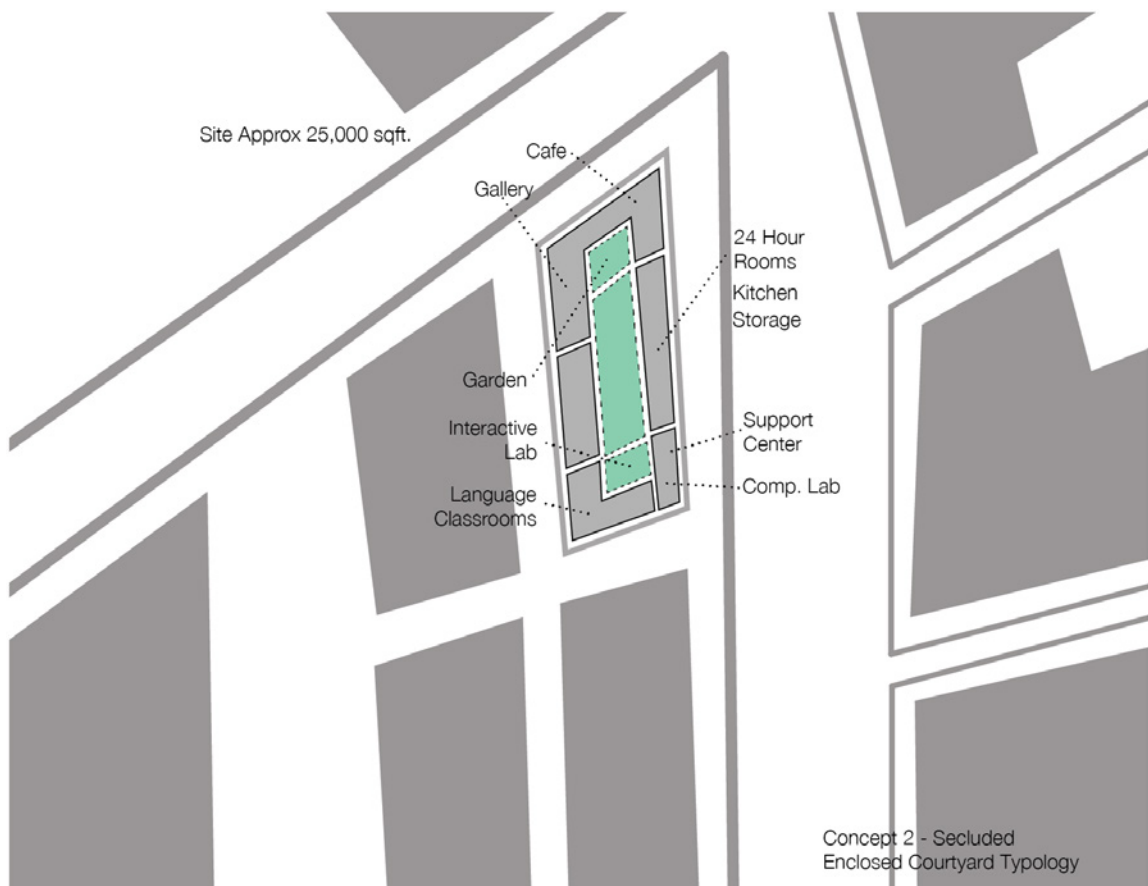 Site Approx 25,000 sqft.
Cafe
Gallery
24 Hour
Rooms
Kitchen
Storage
Garden
Interactive
Lab
Support
Center
Language
Classrooms
Comp. Lab
Concept 2 - Secluded
Enclosed Courtyard Typology